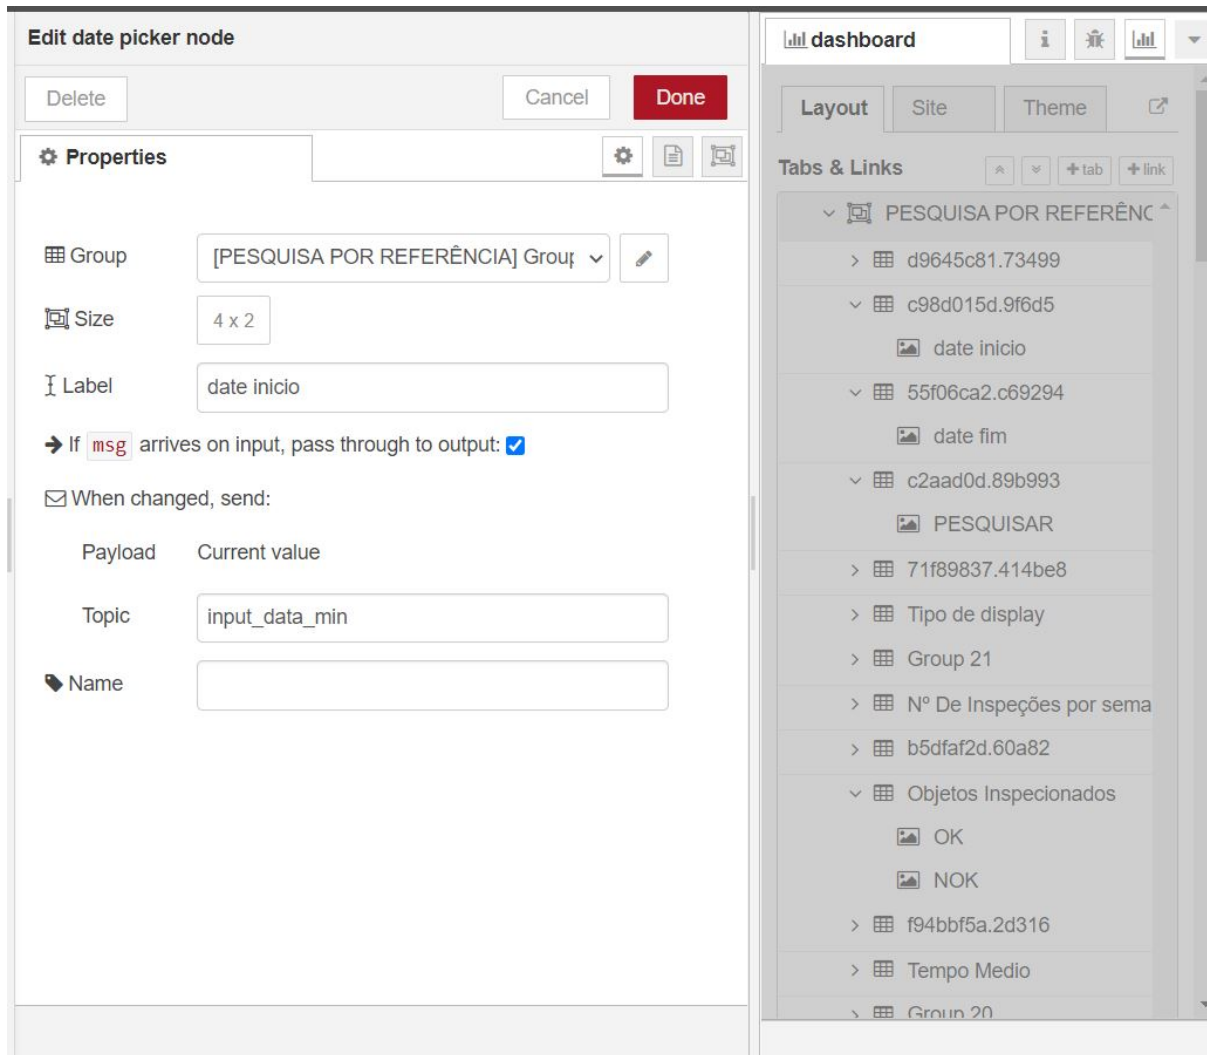 Edit date picker node
Delete
Cancel
Done
Properties
Group
[PESQUISA POR REFERÊNCIA] Group
Size
4 x 2
Label
date inicio
If msg arrives on input, pass through to output:
When changed, send:
Payload
Current value
Topic
input_data_min
Name
dashboard
i
Layout
Site
Theme
Tabs & Links
tab
link
PESQUISA POR REFERÊNC
d9645c81.73499
c98d015d.9f6d5
date inicio
55f06ca2.c69294
date fim
c2aad0d.89b993
PESQUISAR
71f89837.414be8
Tipo de display
Group 21
Nº De Inspeções por sema
b5dfaf2d.60a82
Objetos Inspecionados
OK
NOK
f94bbf5a.2d316
Tempo Medio
Group 20